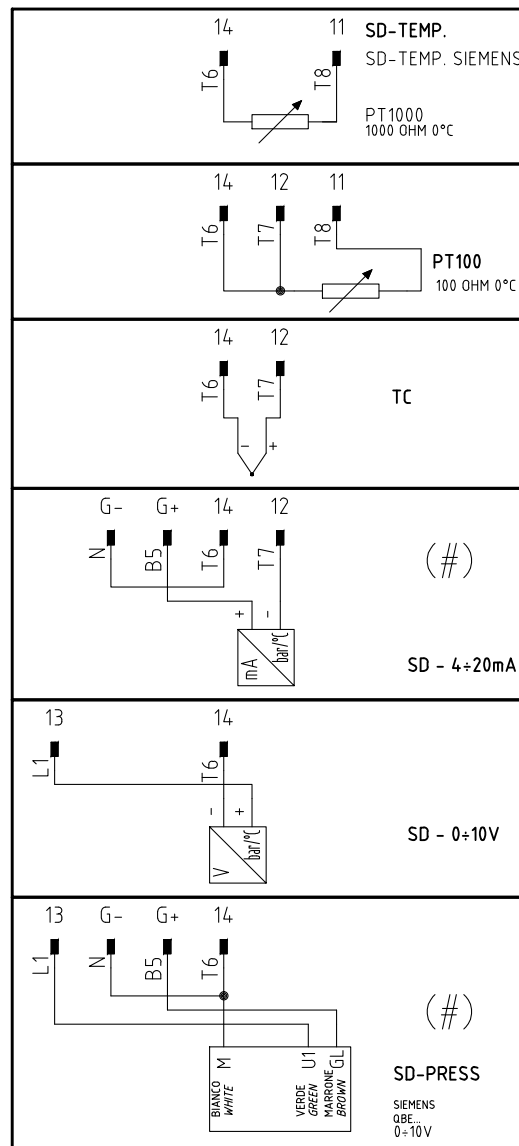 14 11 SD-TEMP.
SD-TEMP. SIEMENS
T6 T8
PT1000
1000 OHM 0°C
14 12 11
T6 T7 T8
PT100
100 OHM 0°C
14 12
T6 T7
TC
- +
G- G+ 14 12
N B5 T6 T7
(#)
+ -
mA bar/°C
SD - 4÷20mA
13 14
L1 T6
- +
V bar/°C
SD - 0÷10V
13 G- G+ 14
L1 N B5 T6
(#)
M U1 GL
BIANCO VERDE MARRONE
WHITE GREEN BROWN
SD-PRESS
SIEMENS
QBE...
0÷10V